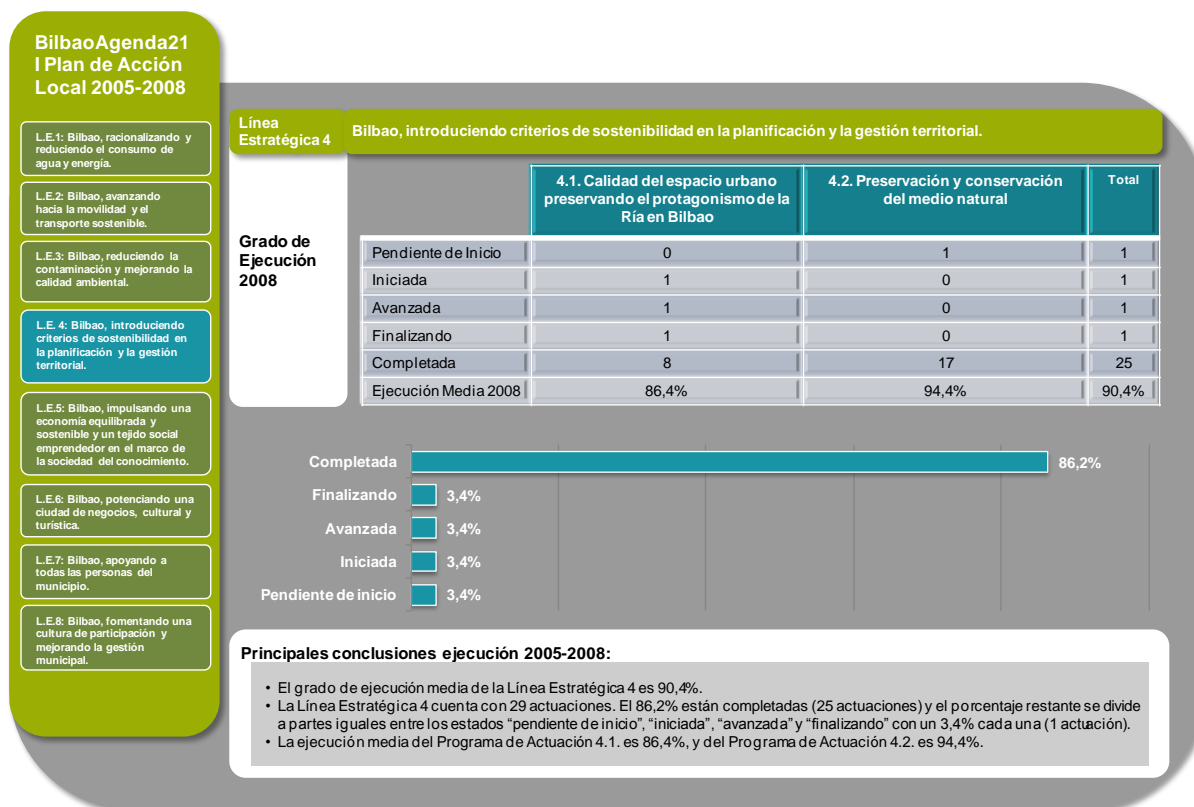 BilbaoAgenda21
I Plan de Acción
Local 2005-2008
L.E.1: Bilbao, racionalizando y
reduciendo el consumo de
agua y energía.
L.E.2: Bilbao, avanzando
hacia la movilidad y el
transporte sostenible.
L.E.3: Bilbao, reduciendo la
contaminación y mejorando la
calidad ambiental.
L.E. 4: Bilbao, introduciendo
criterios de sostenibilidad en
la planificación y la gestión
territorial.
L.E.5: Bilbao, impulsando una
economía equilibrada y
sostenible y un tejido social
emprendedor en el marco de
la sociedad del conocimiento.
L.E.6: Bilbao, potenciando una
ciudad de negocios, cultural y
turística.
L.E.7: Bilbao, apoyando a
todas las personas del
municipio.
L.E.8: Bilbao, fomentando una
cultura de participación y
mejorando la gestión
municipal.
Línea
Estratégica 4
Bilbao, introduciendo criterios de sostenibilidad en la planificación y la gestión territorial.
Grado de
Ejecución
2008
4.1. Calidad del espacio urbano
preservando el protagonismo de la
Ría en Bilbao
4.2. Preservación y conservación
del medio natural
Total
Pendiente de Inicio 0 1 1
Iniciada 1 0 1
Avanzada 1 0 1
Finalizando 1 0 1
Completada 8 17 25
Ejecución Media 2008 86,4% 94,4% 90,4%
Completada 86,2%
Finalizando 3,4%
Avanzada 3,4%
Iniciada 3,4%
Pendiente de inicio 3,4%
Principales conclusiones ejecución 2005-2008:
• El grado de ejecución media de la Línea Estratégica 4 es 90,4%.
• La Línea Estratégica 4 cuenta con 29 actuaciones. El 86,2% están completadas (25 actuaciones) y el porcentaje restante se divide
a partes iguales entre los estados “pendiente de inicio”, “iniciada”, “avanzada” y “finalizando” con un 3,4% cada una (1 actuación).
• La ejecución media del Programa de Actuación 4.1. es 86,4%, y del Programa de Actuación 4.2. es 94,4%.